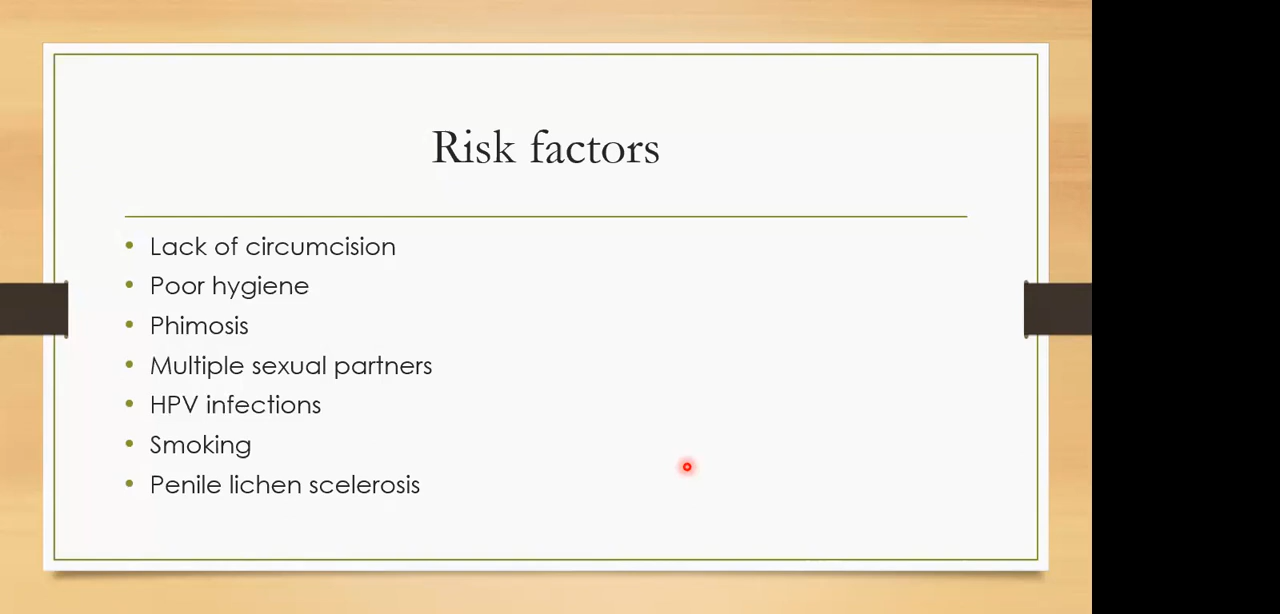 Risk factors
• Lack of circumcision
• Poor hygiene
• Phimosis
• Multiple sexual partners
• HPV infections
• Smoking
• Penile lichen scelerosis